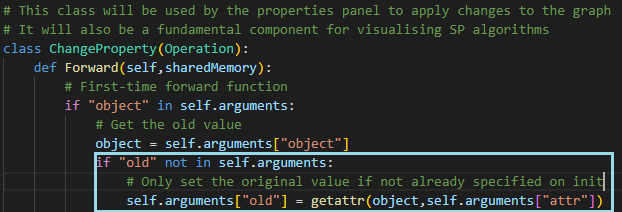 # This class will be used by the properties panel to apply changes to the graph
# It will also be a fundamental component for visualising SP algorithms
class ChangeProperty(Operation):
    def Forward(self,sharedMemory):
        # First-time forward function
        if "object" in self.arguments:
            # Get the old value
            object = self.arguments["object"]
            if "old" not in self.arguments:
                # Only set the original value if not already specified on init
                self.arguments["old"] = getattr(object,self.arguments["attr"])